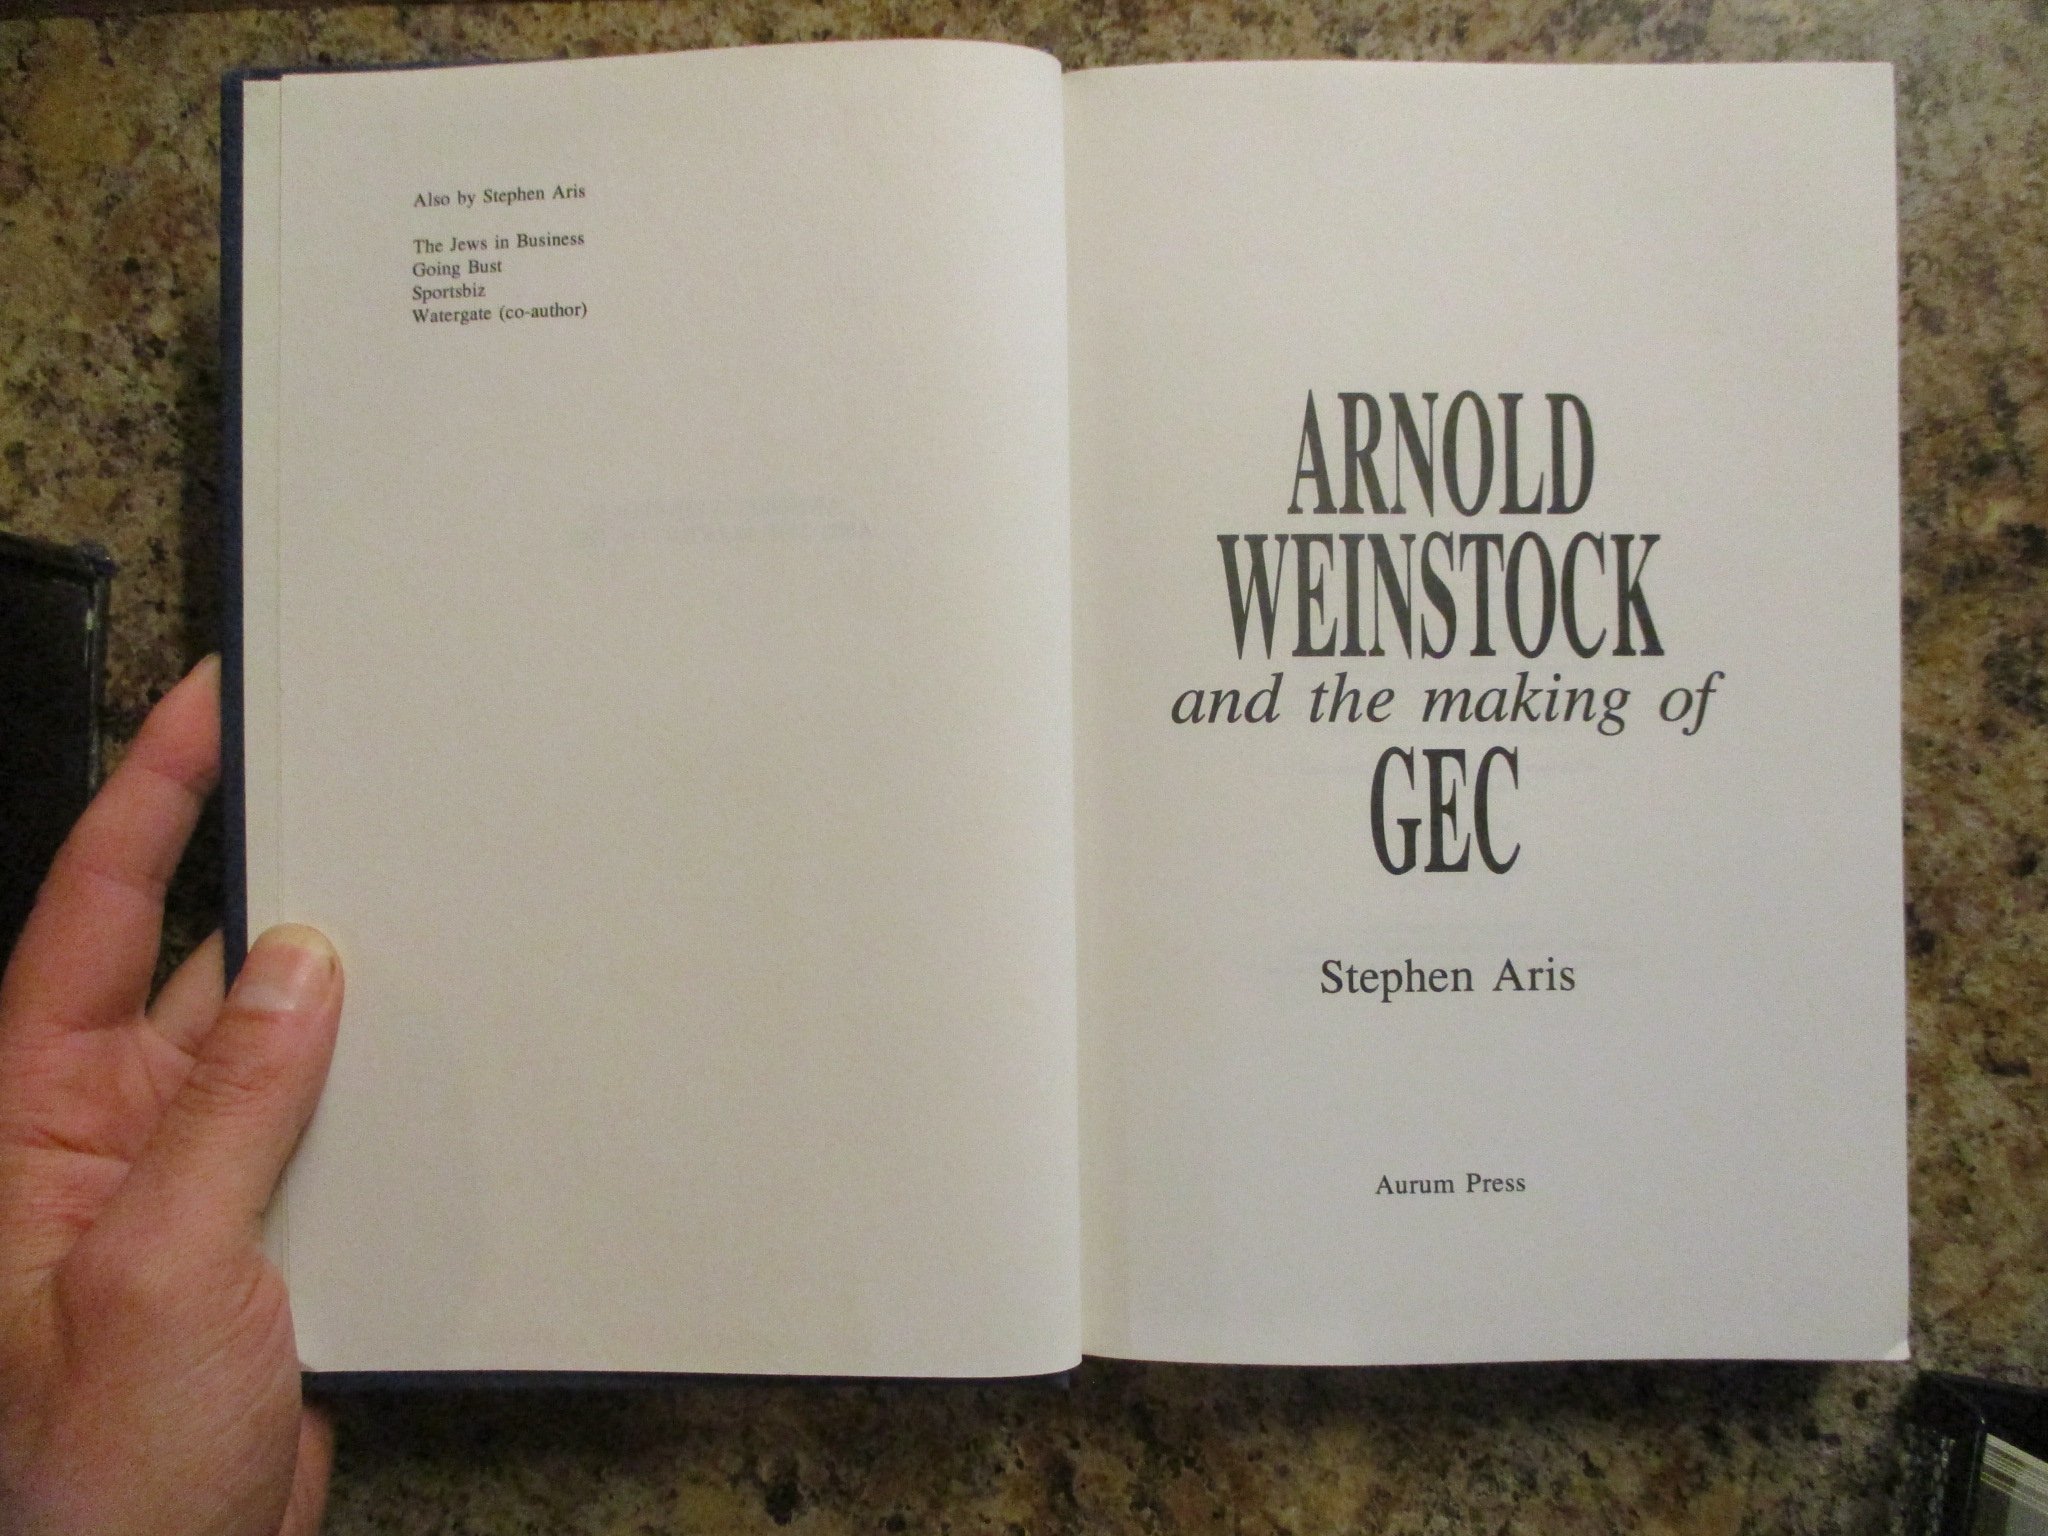 Also by Stephen Aris
The Jews in Business
Going Bust
Sportsbiz
Watergate (co-author)
ARNOLD
WEINSTOCK
and the making of
GEC
Stephen Aris
Aurum Press